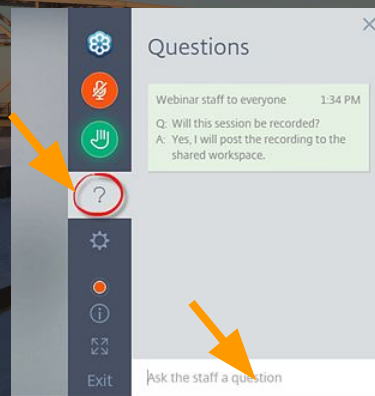 Questions
Webinar staff to everyone 1:34 PM
Q: Will this session be recorded?
A: Yes, I will post the recording to the
shared workspace.
?
Exit
Ask the staff a question